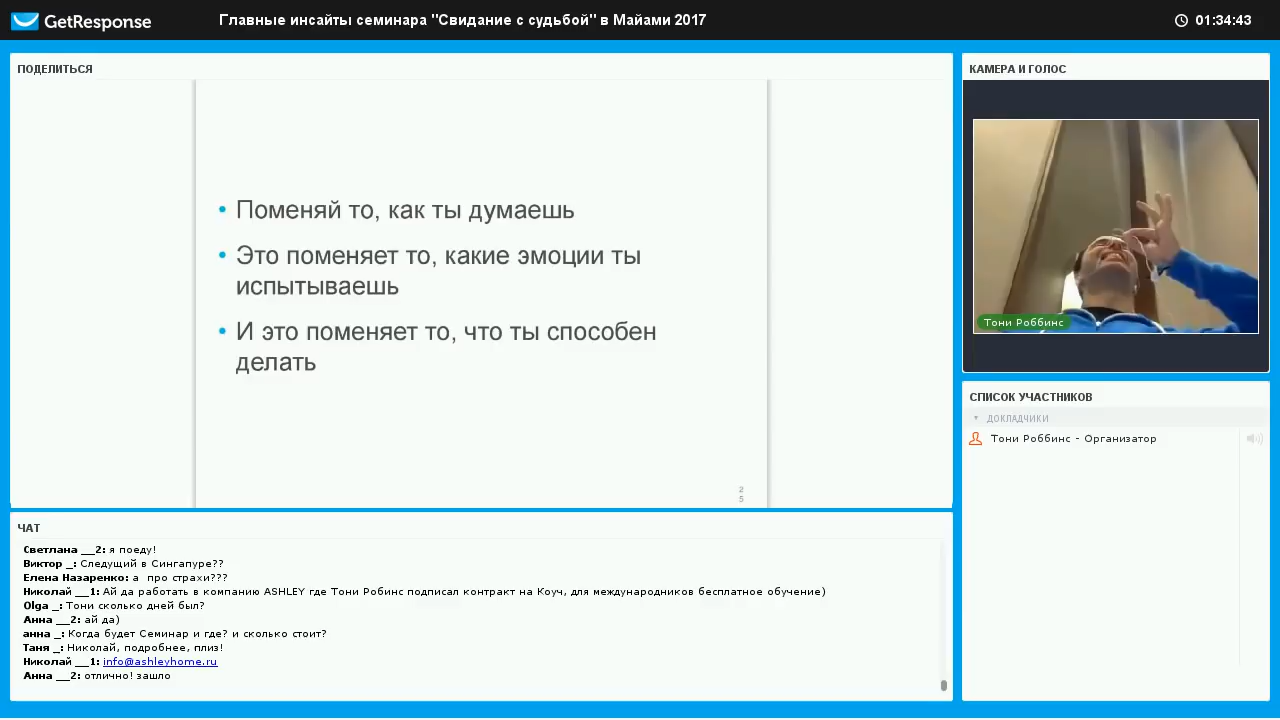 GetResponse
Главные инсайты семинара "Свидание с судьбой" в Майами 2017
01:34:43
ПОДЕЛИТЬСЯ
• Поменяй то, как ты думаешь
• Это поменяет то, какие эмоции ты
испытываешь
• И это поменяет то, что ты способен
делать
2
5
КАМЕРА И ГОЛОС
Тони Роббинс
СПИСОК УЧАСТНИКОВ
ДОКЛАДЧИКИ
Тони Роббинс - Организатор
ЧАТ
Светлана __2: я поеду!
Виктор _: Следущий в Сингапуре??
Елена Назаренко: а про страхи???
Николай __1: Ай да работать в компанию ASHLEY где Тони Робинс подписал контракт на Коуч, для международников бесплатное обучение)
Olga _: Тони сколько дней был?
Анна __2: ай да)
анна _: Когда будет Семинар и где? и сколько стоит?
Таня _: Николай, подробнее, плиз!
Николай __1: info@ashleyhome.ru
Анна __2: отлично! зашло